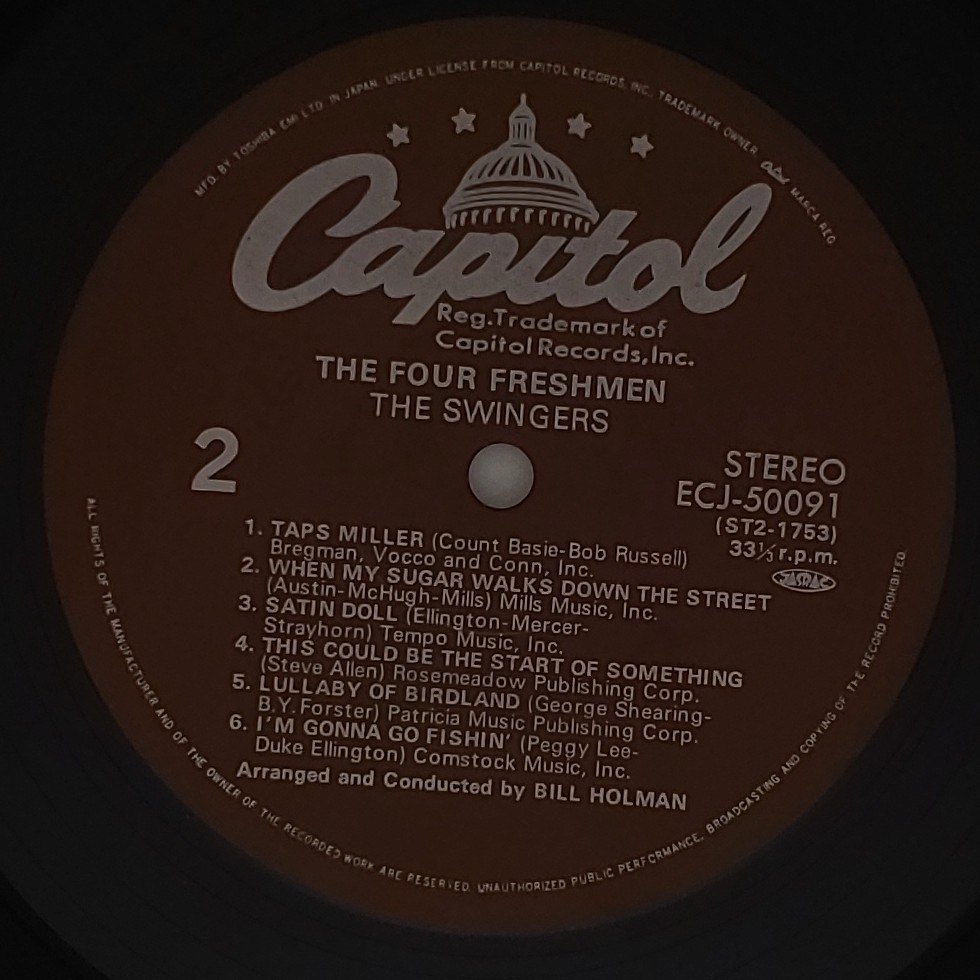 MFG. BY TOSHIBA EMI LTD. IN JAPAN. UNDER LICENSE FROM CAPITOL RECORDS, INC. TRADEMARK OWNER. MARCA REG.
Capitol
Reg.Trademark of
Capitol Records,Inc.
THE FOUR FRESHMEN
THE SWINGERS
2
STEREO
ECJ-50091
(ST2-1753)
33⅓ r.p.m.
JASRAC
1. TAPS MILLER (Count Basie-Bob Russell)
Bregman, Vocco and Conn, Inc.
2. WHEN MY SUGAR WALKS DOWN THE STREET
(Austin-McHugh-Mills) Mills Music, Inc.
3. SATIN DOLL (Ellington-Mercer-
Strayhorn) Tempo Music, Inc.
4. THIS COULD BE THE START OF SOMETHING
(Steve Allen) Rosemeadow Publishing Corp.
5. LULLABY OF BIRDLAND (George Shearing-
B.Y. Forster) Patricia Music Publishing Corp.
6. I'M GONNA GO FISHIN' (Peggy Lee-
Duke Ellington) Comstock Music, Inc.
Arranged and Conducted by BILL HOLMAN
ALL RIGHTS OF THE MANUFACTURER AND OF THE OWNER OF THE RECORDED WORK ARE RESERVED. UNAUTHORIZED PUBLIC PERFORMANCE, BROADCASTING AND COPYING OF THE RECORD PROHIBITED.